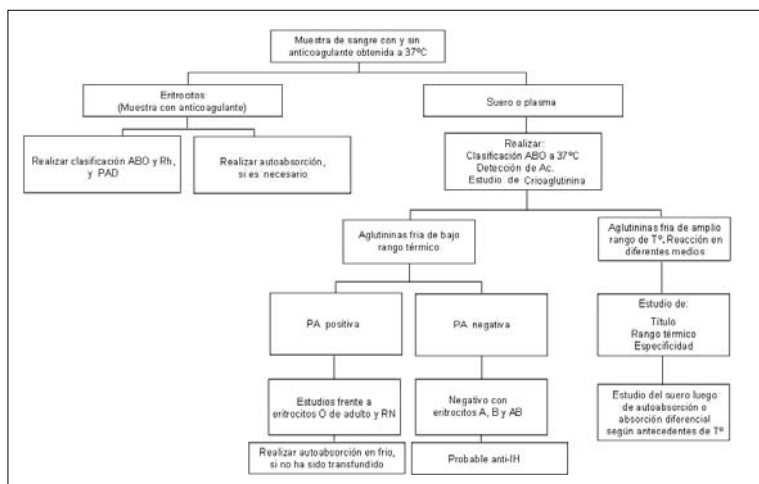 Muestra de sangre con y sin
anticoagulante obtenida a 37ºC
Eritrocitos
(Muestra con anticoagulante)
Suero o plasma
Realizar clasificación ABO y Rh,
y PAD
Realizar autoabsorción,
si es necesario
Realizar:
Clasificación ABO a 37ºC
Detección de Ac.
Estudio de Crioaglutinina
Aglutininas fria de bajo
rango térmico
Aglutininas fria de amplio
rango de Tº. Reacción en
diferentes medios
PA positiva
PA negativa
Estudio de:
Título
Rango térmico
Especificidad
Estudios frente a
eritrocitos O de adulto y RN
Negativo con
eritrocitos A, B y AB
Estudio del suero luego
de autoabsorción o
absorción diferencial
según antecedentes de Tº
Realizar autoabsorción en frío,
si no ha sido transfundido
Probable anti-IH